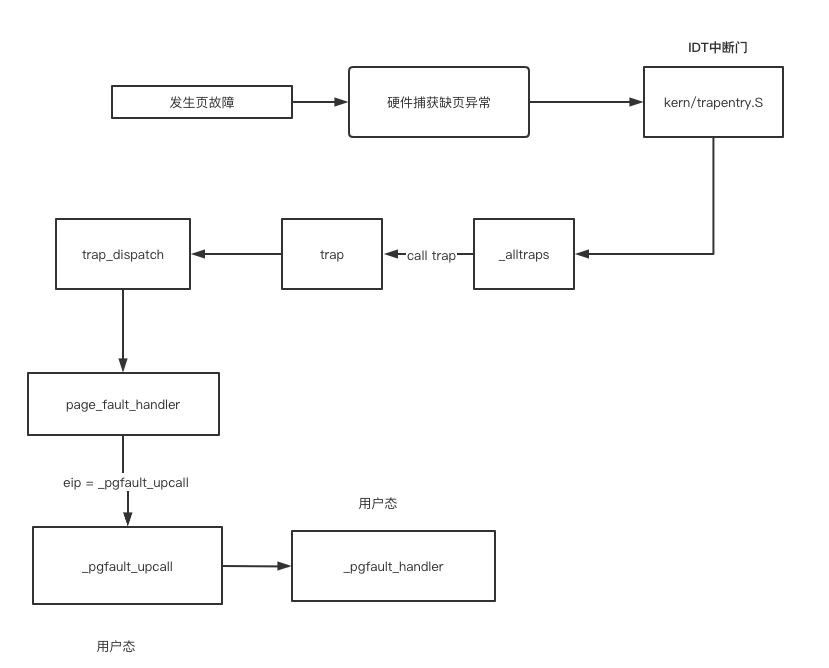 IDT中断门
发生页故障
硬件捕获缺页异常
kern/trapentry.S
trap_dispatch
trap
call trap
_alltraps
page_fault_handler
eip = _pgfault_upcall
用户态
_pgfault_upcall
_pgfault_handler
用户态